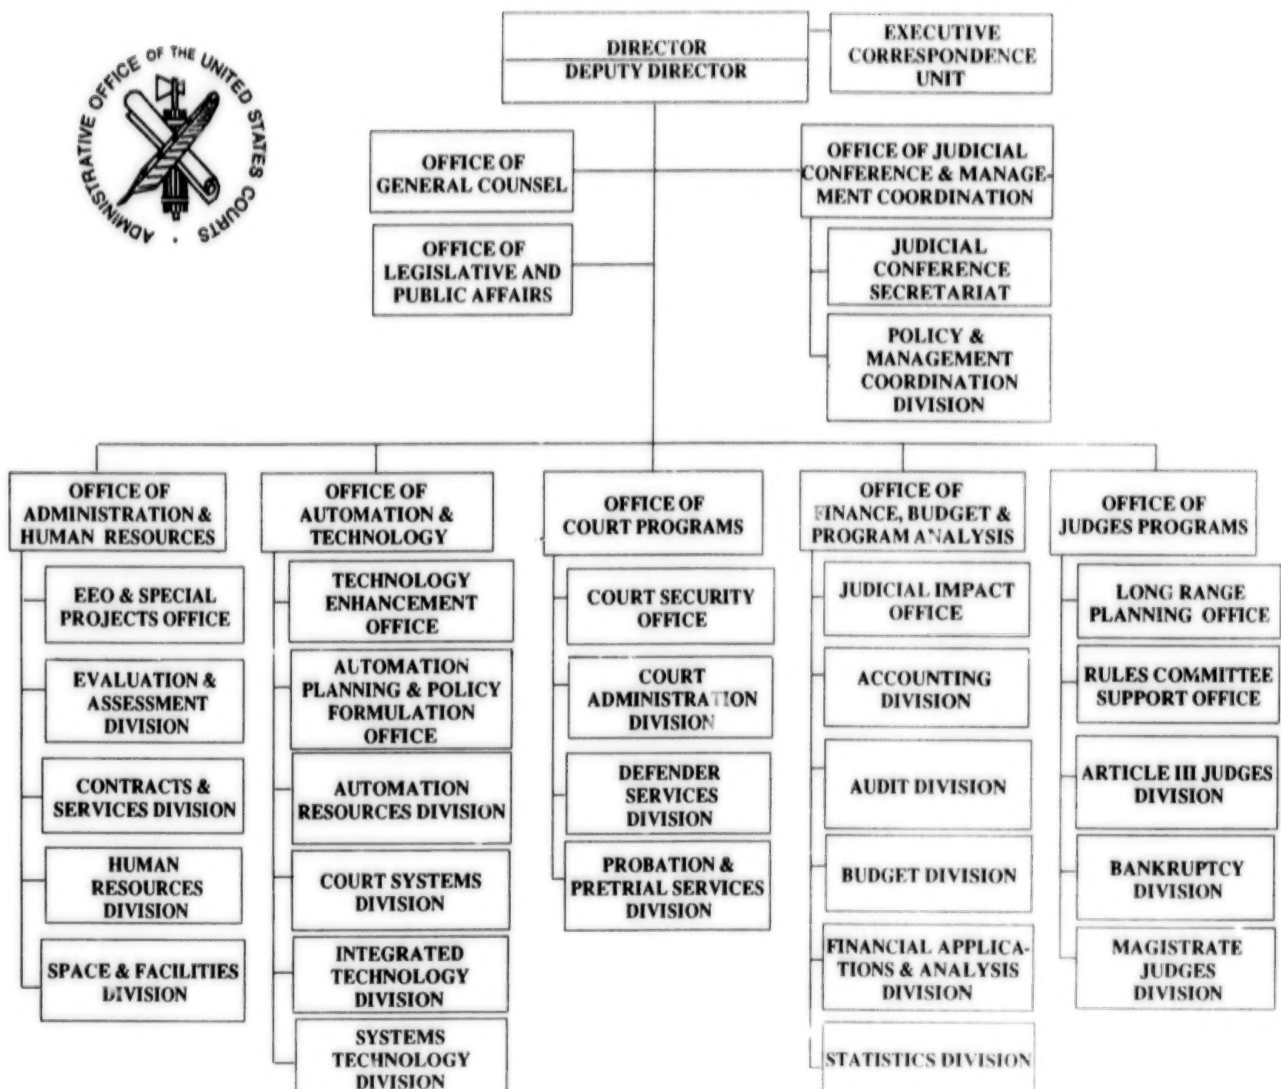 ADMINISTRATIVE OFFICE OF THE UNITED STATES COURTS
DIRECTOR
DEPUTY DIRECTOR
EXECUTIVE
CORRESPONDENCE
UNIT
OFFICE OF
GENERAL COUNSEL
OFFICE OF JUDICIAL
CONFERENCE & MANAGE-
MENT COORDINATION
OFFICE OF
LEGISLATIVE AND
PUBLIC AFFAIRS
JUDICIAL
CONFERENCE
SECRETARIAT
POLICY &
MANAGEMENT
COORDINATION
DIVISION
OFFICE OF
ADMINISTRATION &
HUMAN RESOURCES
EEO & SPECIAL
PROJECTS OFFICE
EVALUATION &
ASSESSMENT
DIVISION
CONTRACTS &
SERVICES DIVISION
HUMAN
RESOURCES
DIVISION
SPACE & FACILITIES
DIVISION
OFFICE OF
AUTOMATION &
TECHNOLOGY
TECHNOLOGY
ENHANCEMENT
OFFICE
AUTOMATION
PLANNING & POLICY
FORMULATION
OFFICE
AUTOMATION
RESOURCES DIVISION
COURT SYSTEMS
DIVISION
INTEGRATED
TECHNOLOGY
DIVISION
SYSTEMS
TECHNOLOGY
DIVISION
OFFICE OF
COURT PROGRAMS
COURT SECURITY
OFFICE
COURT
ADMINISTRATION
DIVISION
DEFENDER
SERVICES
DIVISION
PROBATION &
PRETRIAL SERVICES
DIVISION
OFFICE OF
FINANCE, BUDGET &
PROGRAM ANALYSIS
JUDICIAL IMPACT
OFFICE
ACCOUNTING
DIVISION
AUDIT DIVISION
BUDGET DIVISION
FINANCIAL APPLICA-
TIONS & ANALYSIS
DIVISION
STATISTICS DIVISION
OFFICE OF
JUDGES PROGRAMS
LONG RANGE
PLANNING OFFICE
RULES COMMITTEE
SUPPORT OFFICE
ARTICLE III JUDGES
DIVISION
BANKRUPTCY
DIVISION
MAGISTRATE
JUDGES
DIVISION